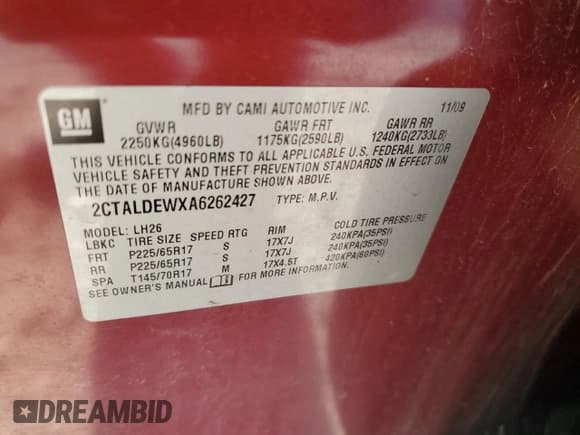 GM
MFD BY CAMI AUTOMOTIVE INC. 11/09
GVWR GAWR FRT GAWR RR
2250KG(4960LB) 1175KG(2590LB) 1240KG(2733LB)
THIS VEHICLE CONFORMS TO ALL APPLICABLE U.S. FEDERAL MOTOR
VEHICLE SAFETY AND THEFT PREVENTION STANDARDS IN EFFECT ON
THE DATE OF MANUFACTURE SHOWN ABOVE.
2CTALDEWXA6262427 TYPE: M.P.V.
MODEL: LH26
LBKC TIRE SIZE SPEED RTG RIM COLD TIRE PRESSURE
FRT P225/65R17 S 17X7J 240KPA(35PSI)
RR P225/65R17 S 17X7J 240KPA(35PSI)
SPA T145/70R17 M 17X4.5T 420KPA(60PSI)
SEE OWNER'S MANUAL FOR MORE INFORMATION.
DREAMBID